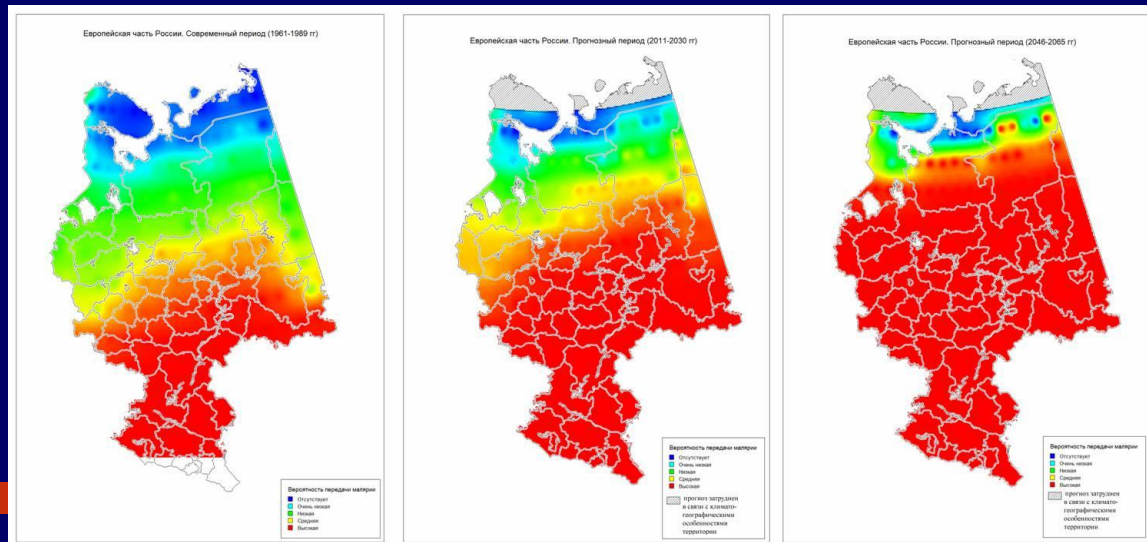 Европейская часть России. Современный период (1961-1989 гг)
Вероятность передачи малярии
Отсутствует
Очень низкая
Низкая
Средняя
Высокая
Европейская часть России. Прогнозный период (2011-2030 гг)
Вероятность передачи малярии
Отсутствует
Очень низкая
Низкая
Средняя
Высокая
прогноз затруднен
в связи с климато-
географическими
особенностями
территории
Европейская часть России. Прогнозный период (2046-2065 гг)
Вероятность передачи малярии
Отсутствует
Очень низкая
Низкая
Средняя
Высокая
прогноз затруднен
в связи с климато-
географическими
особенностями
территории